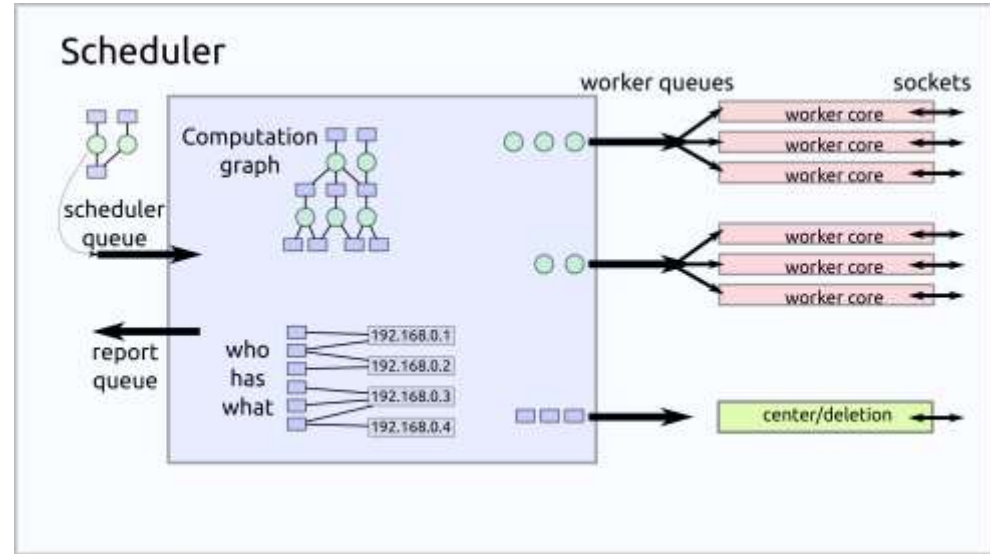 Scheduler
worker queues
sockets
worker core
worker core
worker core
Computation
graph
scheduler
queue
worker core
worker core
worker core
report
queue
who
has
what
192.168.0.1
192.168.0.2
192.168.0.3
192.168.0.4
center/deletion